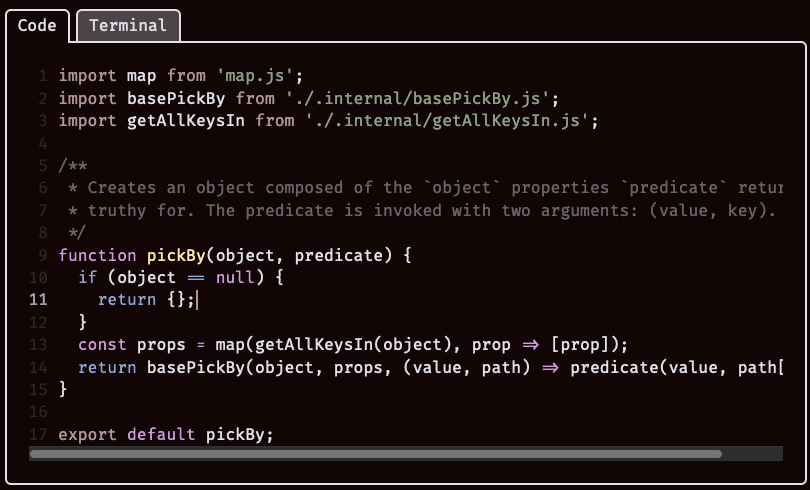 Code
Terminal
1 import map from 'map.js';
2 import basePickBy from './.internal/basePickBy.js';
3 import getAllKeysIn from './.internal/getAllKeysIn.js';
4
5 /**
6  * Creates an object composed of the `object` properties `predicate` retur
7  * truthy for. The predicate is invoked with two arguments: (value, key).
8  */
9 function pickBy(object, predicate) {
10   if (object == null) {
11     return {};
12   }
13   const props = map(getAllKeysIn(object), prop => [prop]);
14   return basePickBy(object, props, (value, path) => predicate(value, path[
15 }
16
17 export default pickBy;